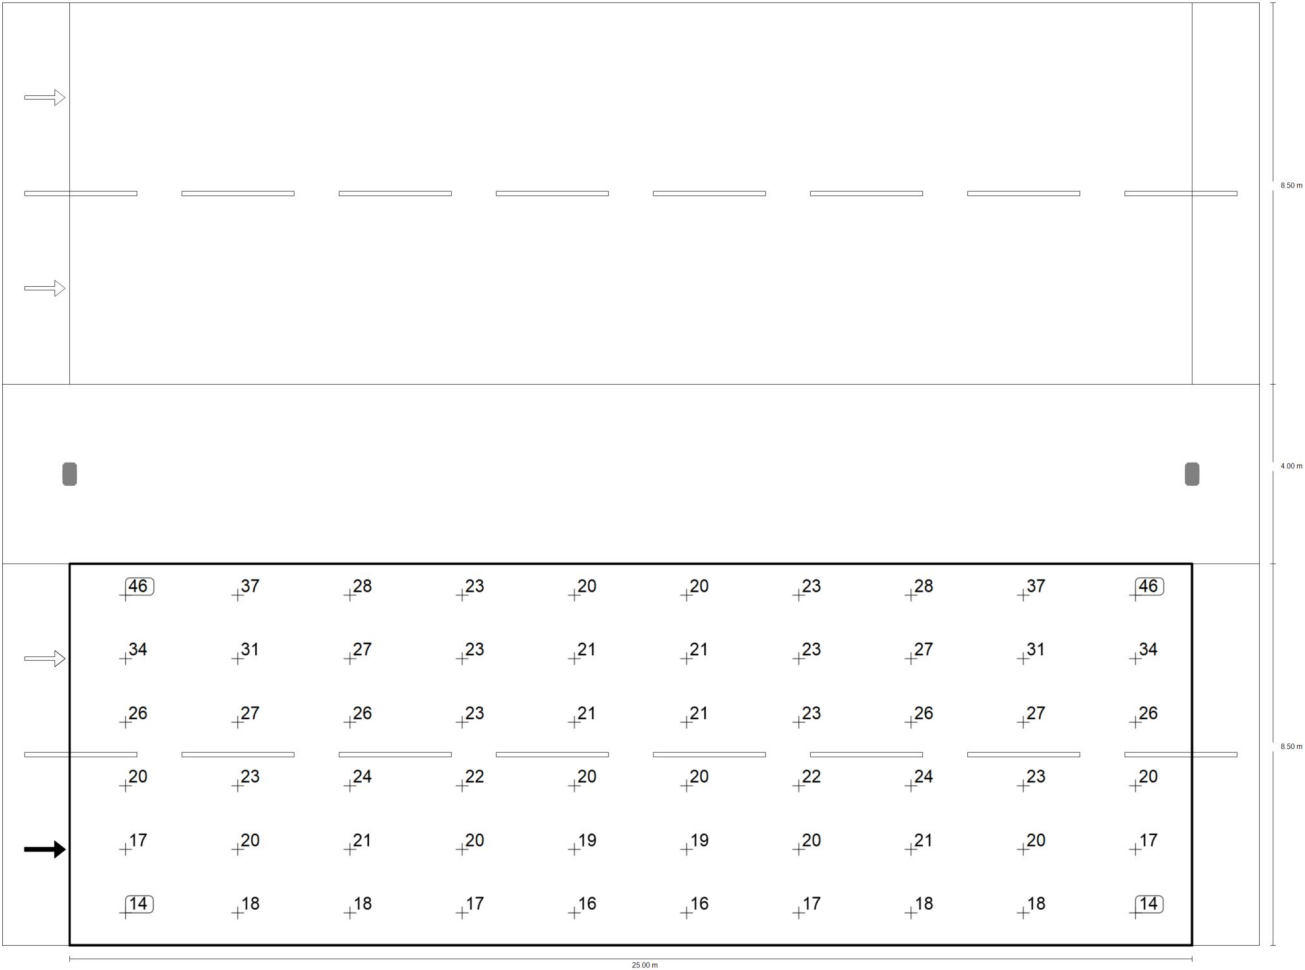 8.50 m
4.00 m
46 37 28 23 20 20 23 28 37 46
34 31 27 23 21 21 23 27 31 34
26 27 26 23 21 21 23 26 27 26
8.50 m
20 23 24 22 20 20 22 24 23 20
17 20 21 20 19 19 20 21 20 17
14 18 18 17 16 16 17 18 18 14
25.00 m